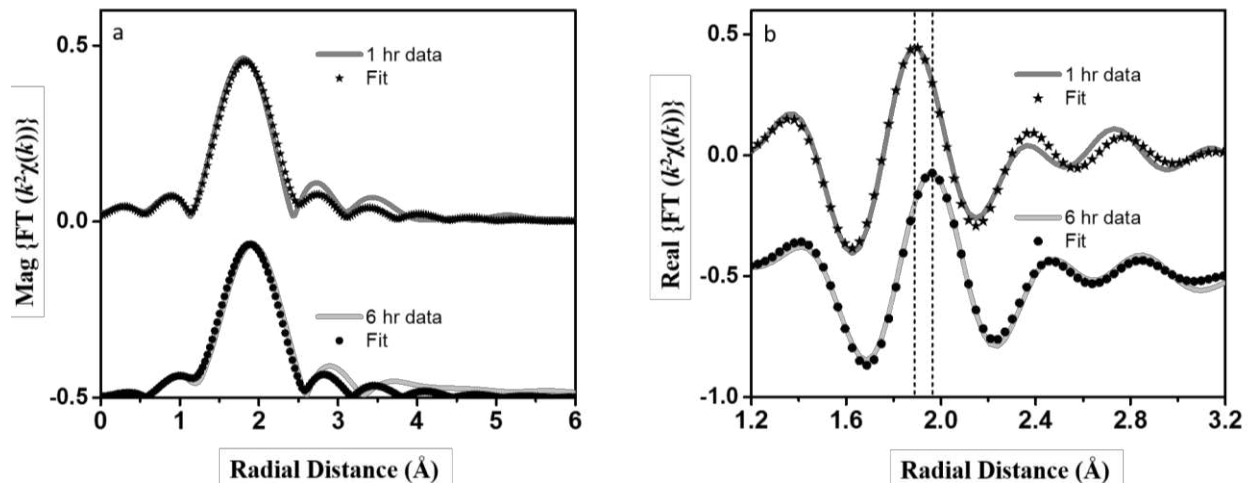 a
0.5
0.0
-0.5
1 hr data
Fit
6 hr data
Fit
0 1 2 3 4 5 6
Mag {FT (k²χ(k))}
Radial Distance (Å)
b
0.5
0.0
-0.5
-1.0
1 hr data
Fit
6 hr data
Fit
1.2 1.6 2.0 2.4 2.8 3.2
Real {FT (k²χ(k))}
Radial Distance (Å)